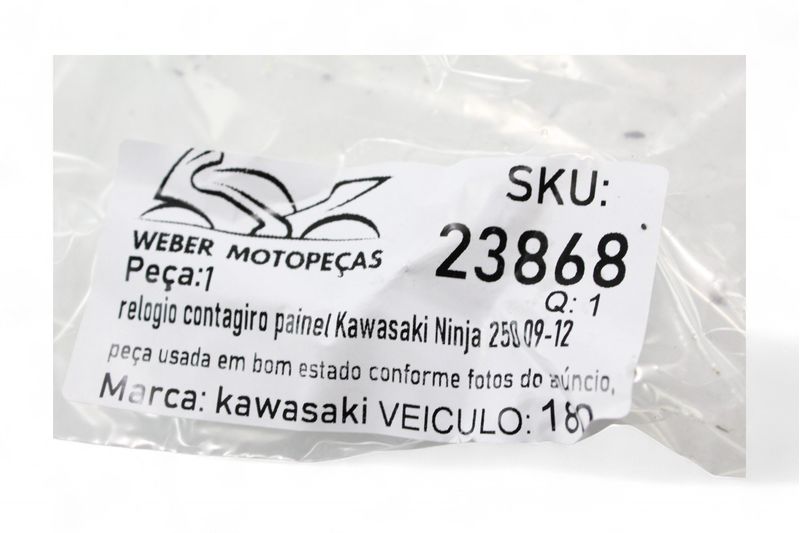 WEBER MOTOPEÇAS
SKU:
23868
Peça:1
Q: 1
relogio contagiro painel Kawasaki Ninja 250 09-12
peça usada em bom estado conforme fotos do aúncio,
Marca: kawasaki VEICULO: 180